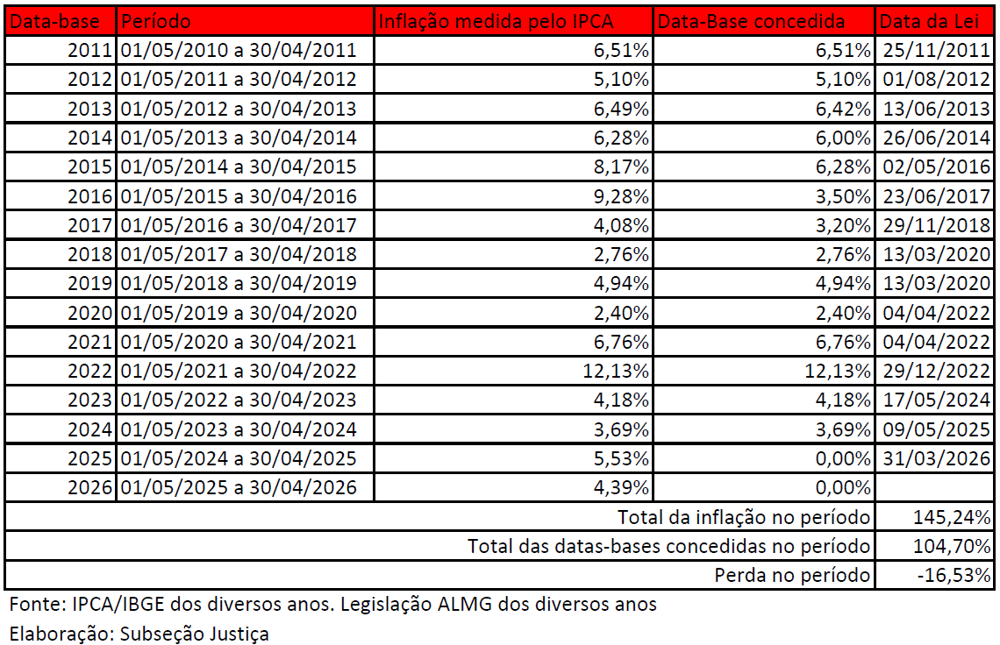 Data-base Período Inflação medida pelo IPCA Data-Base concedida Data da Lei
2011 01/05/2010 a 30/04/2011 6,51% 6,51% 25/11/2011
2012 01/05/2011 a 30/04/2012 5,10% 5,10% 01/08/2012
2013 01/05/2012 a 30/04/2013 6,49% 6,42% 13/06/2013
2014 01/05/2013 a 30/04/2014 6,28% 6,00% 26/06/2014
2015 01/05/2014 a 30/04/2015 8,17% 6,28% 02/05/2016
2016 01/05/2015 a 30/04/2016 9,28% 3,50% 23/06/2017
2017 01/05/2016 a 30/04/2017 4,08% 3,20% 29/11/2018
2018 01/05/2017 a 30/04/2018 2,76% 2,76% 13/03/2020
2019 01/05/2018 a 30/04/2019 4,94% 4,94% 13/03/2020
2020 01/05/2019 a 30/04/2020 2,40% 2,40% 04/04/2022
2021 01/05/2020 a 30/04/2021 6,76% 6,76% 04/04/2022
2022 01/05/2021 a 30/04/2022 12,13% 12,13% 29/12/2022
2023 01/05/2022 a 30/04/2023 4,18% 4,18% 17/05/2024
2024 01/05/2023 a 30/04/2024 3,69% 3,69% 09/05/2025
2025 01/05/2024 a 30/04/2025 5,53% 0,00% 31/03/2026
2026 01/05/2025 a 30/04/2026 4,39% 0,00%
Total da inflação no período 145,24%
Total das datas-bases concedidas no período 104,70%
Perda no período -16,53%
Fonte: IPCA/IBGE dos diversos anos. Legislação ALMG dos diversos anos
Elaboração: Subseção Justiça